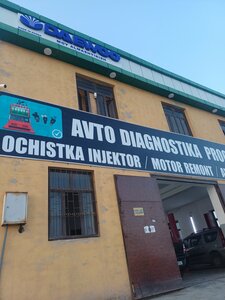 DAEWOO
AVTO DIAGNOSTIKA PRO
OCHISTKA INJEKTOR / MOTOR REMONT /